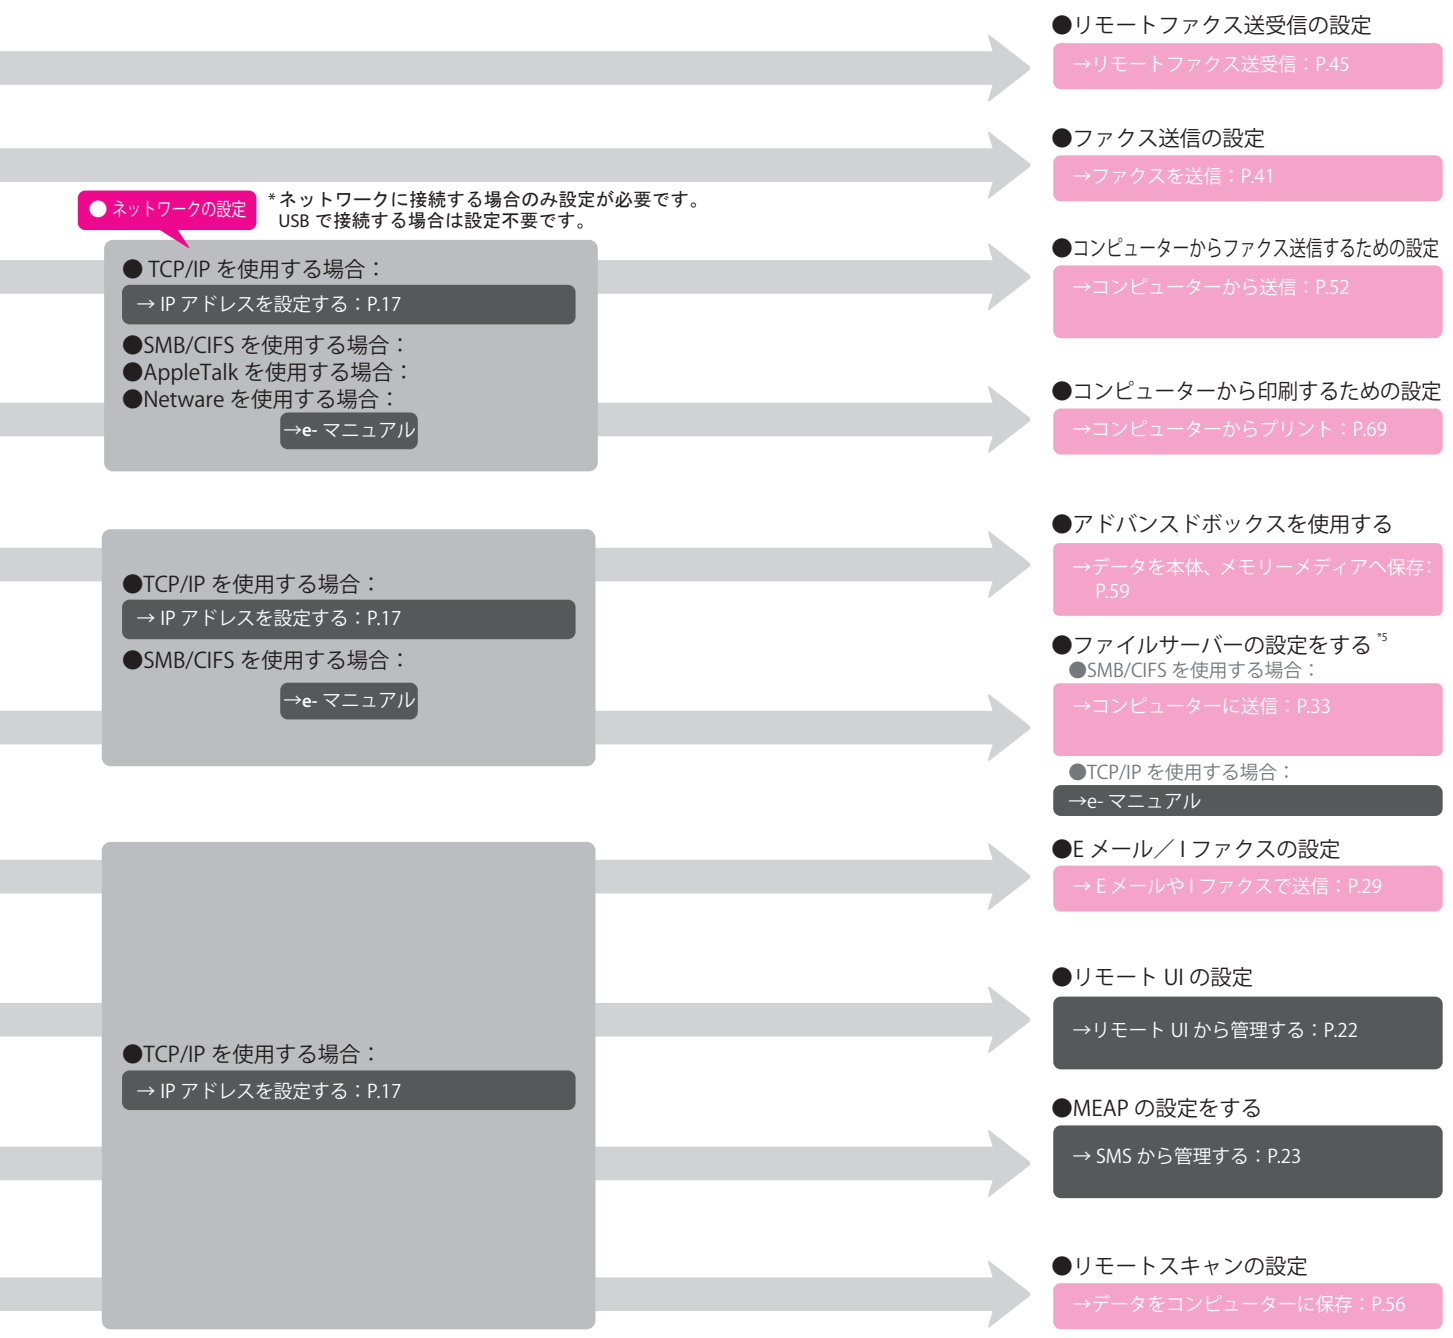 ●リモートファクス送受信の設定
→リモートファクス送受信：P.45
●ファクス送信の設定
→ファクスを送信：P.41
● ネットワークの設定
* ネットワークに接続する場合のみ設定が必要です。
USB で接続する場合は設定不要です。
● TCP/IP を使用する場合：
→ IP アドレスを設定する：P.17
●SMB/CIFS を使用する場合：
●AppleTalk を使用する場合：
●Netware を使用する場合：
→e- マニュアル
●コンピューターからファクス送信するための設定
→コンピューターから送信：P.52
●コンピューターから印刷するための設定
→コンピューターからプリント：P.69
●TCP/IP を使用する場合：
→ IP アドレスを設定する：P.17
●SMB/CIFS を使用する場合：
→e- マニュアル
●アドバンスドボックスを使用する
→データを本体、メモリーメディアへ保存：
P.59
●ファイルサーバーの設定をする *5
●SMB/CIFS を使用する場合：
→コンピューターに送信：P.33
●TCP/IP を使用する場合：
→e- マニュアル
●TCP/IP を使用する場合：
→ IP アドレスを設定する：P.17
●E メール／ I ファクスの設定
→ E メールや I ファクスで送信：P.29
●リモート UI の設定
→リモート UI から管理する：P.22
●MEAP の設定をする
→ SMS から管理する：P.23
●リモートスキャンの設定
→データをコンピューターに保存：P.56